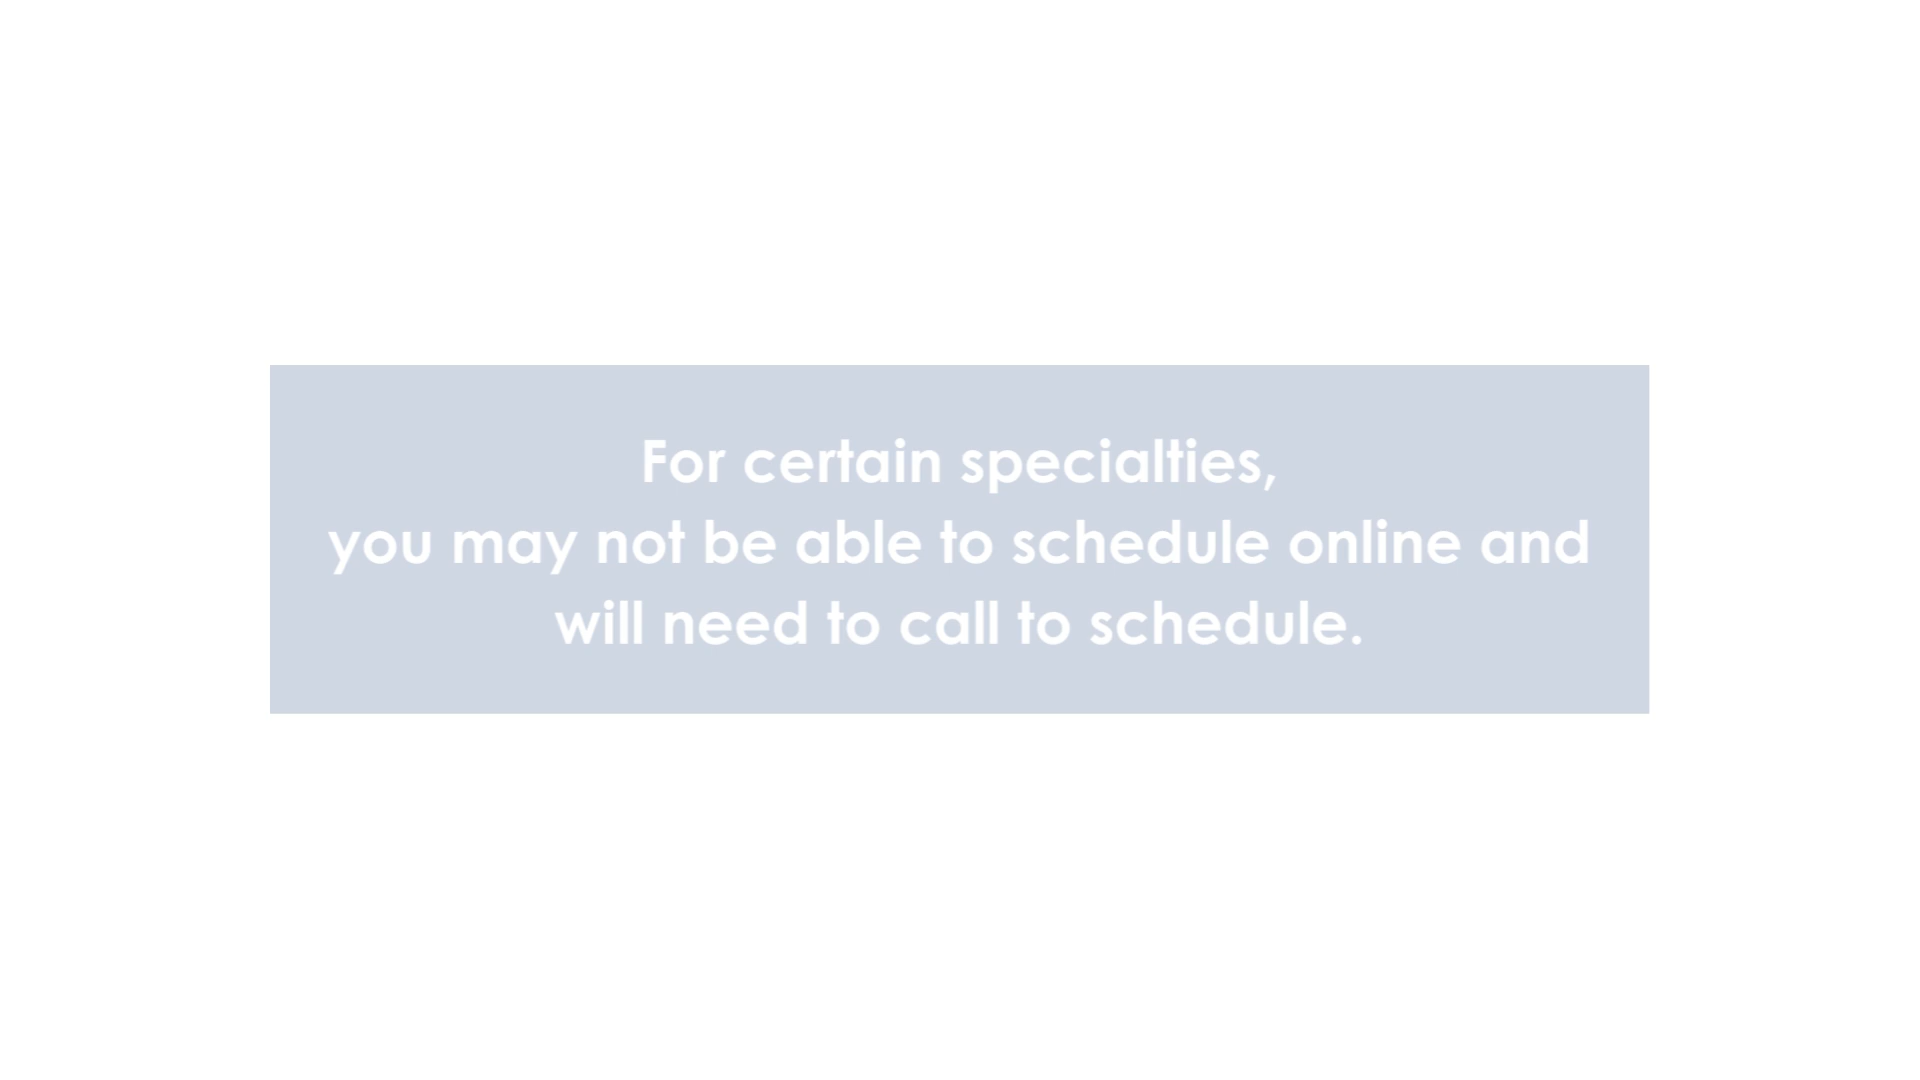 For certain specialties,
you may not be able to schedule online and
will need to call to schedule.